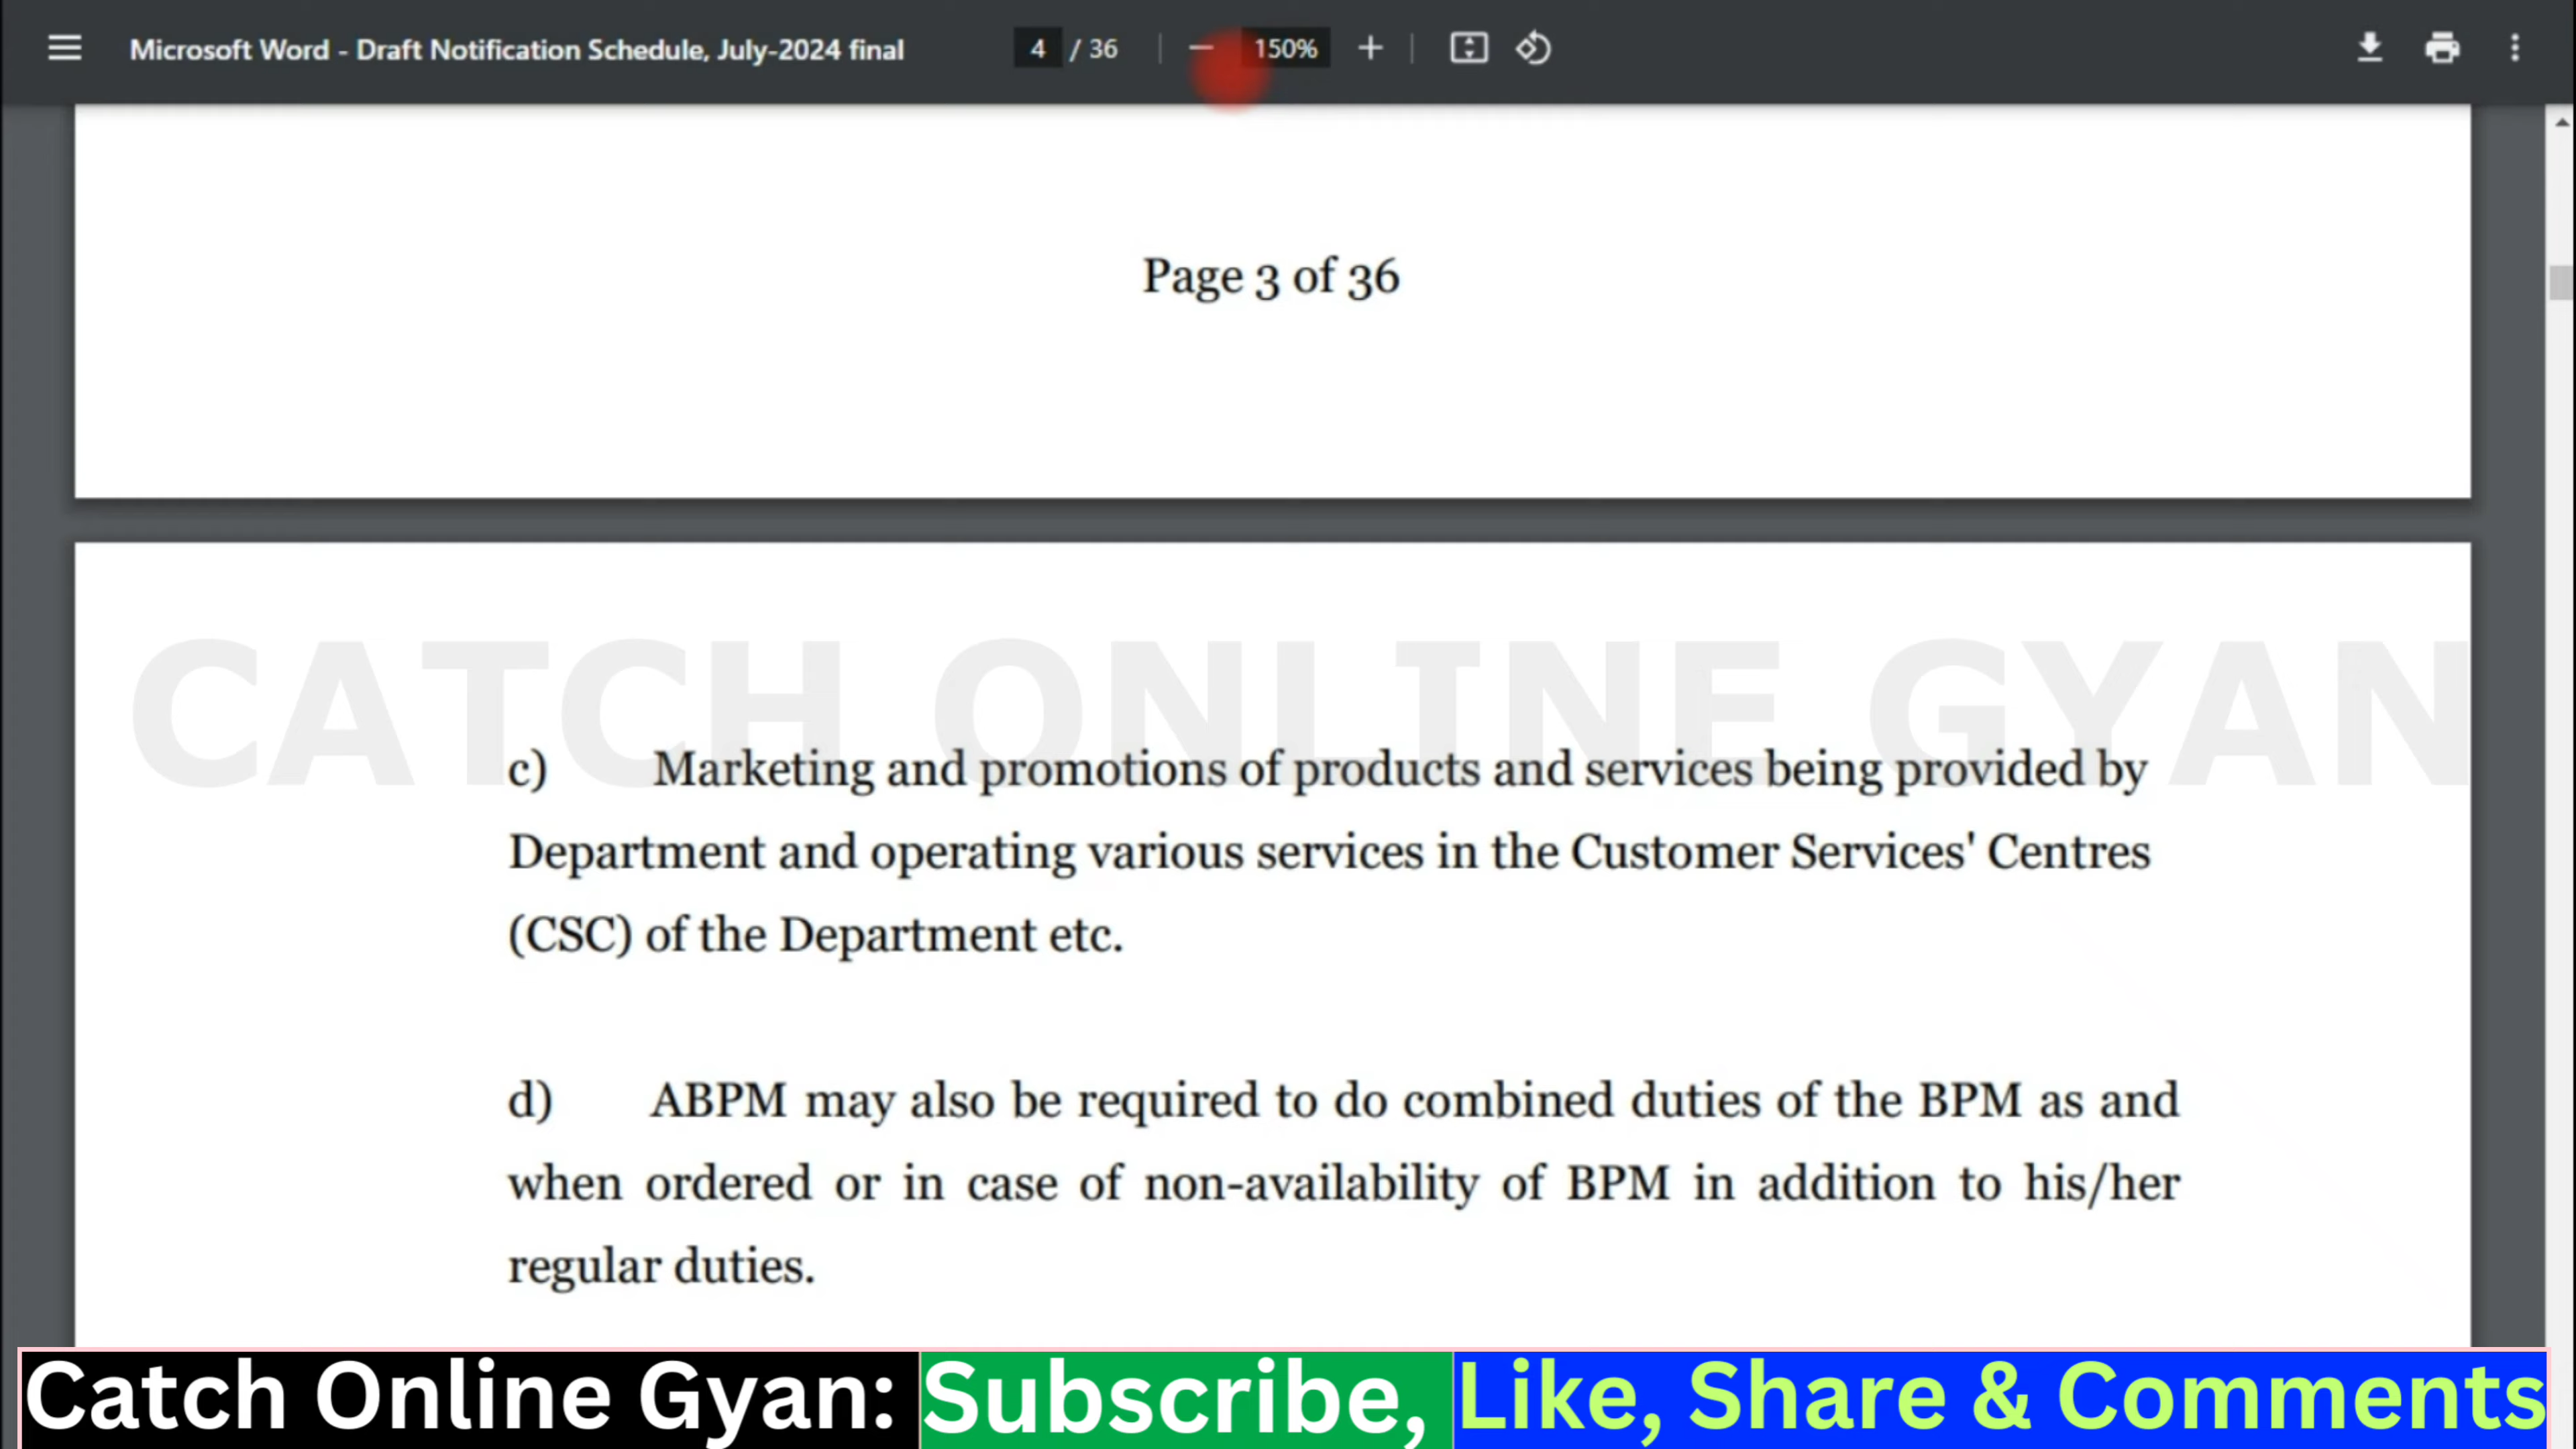 Microsoft Word - Draft Notification Schedule, July-2024 final 4 / 36 150%
Page 3 of 36
CATCH ONLINE GYAN
c) Marketing and promotions of products and services being provided by
Department and operating various services in the Customer Services' Centres
(CSC) of the Department etc.
d) ABPM may also be required to do combined duties of the BPM as and
when ordered or in case of non-availability of BPM in addition to his/her
regular duties.
Catch Online Gyan: Subscribe, Like, Share & Comments